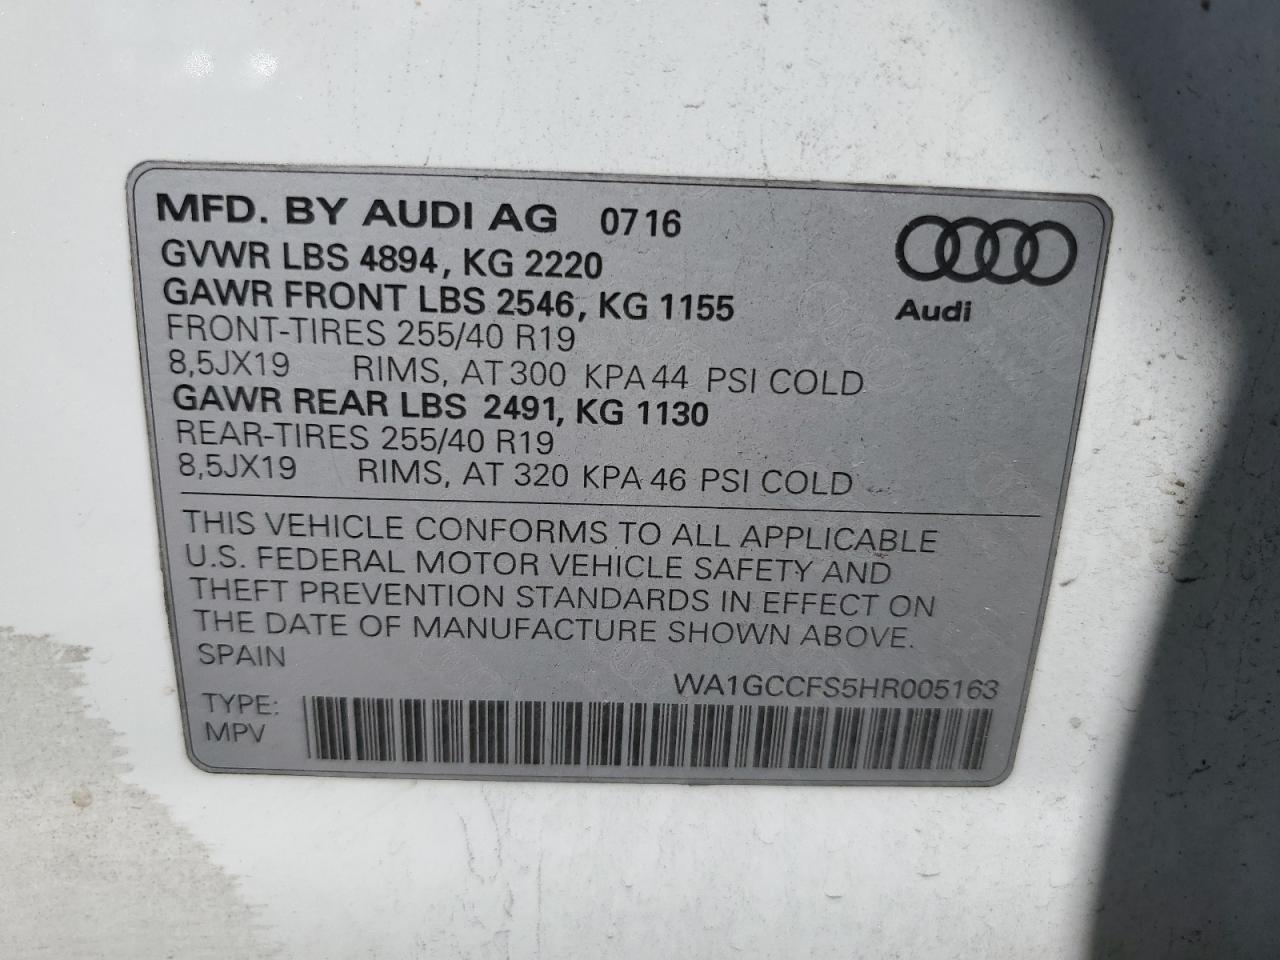 MFD. BY AUDI AG 0716
GVWR LBS 4894, KG 2220
GAWR FRONT LBS 2546, KG 1155
FRONT-TIRES 255/40 R19
8,5JX19 RIMS, AT 300 KPA 44 PSI COLD
GAWR REAR LBS 2491, KG 1130
REAR-TIRES 255/40 R19
8,5JX19 RIMS, AT 320 KPA 46 PSI COLD
Audi
THIS VEHICLE CONFORMS TO ALL APPLICABLE
U.S. FEDERAL MOTOR VEHICLE SAFETY AND
THEFT PREVENTION STANDARDS IN EFFECT ON
THE DATE OF MANUFACTURE SHOWN ABOVE.
SPAIN
WA1GCCFS5HR005163
TYPE:
MPV